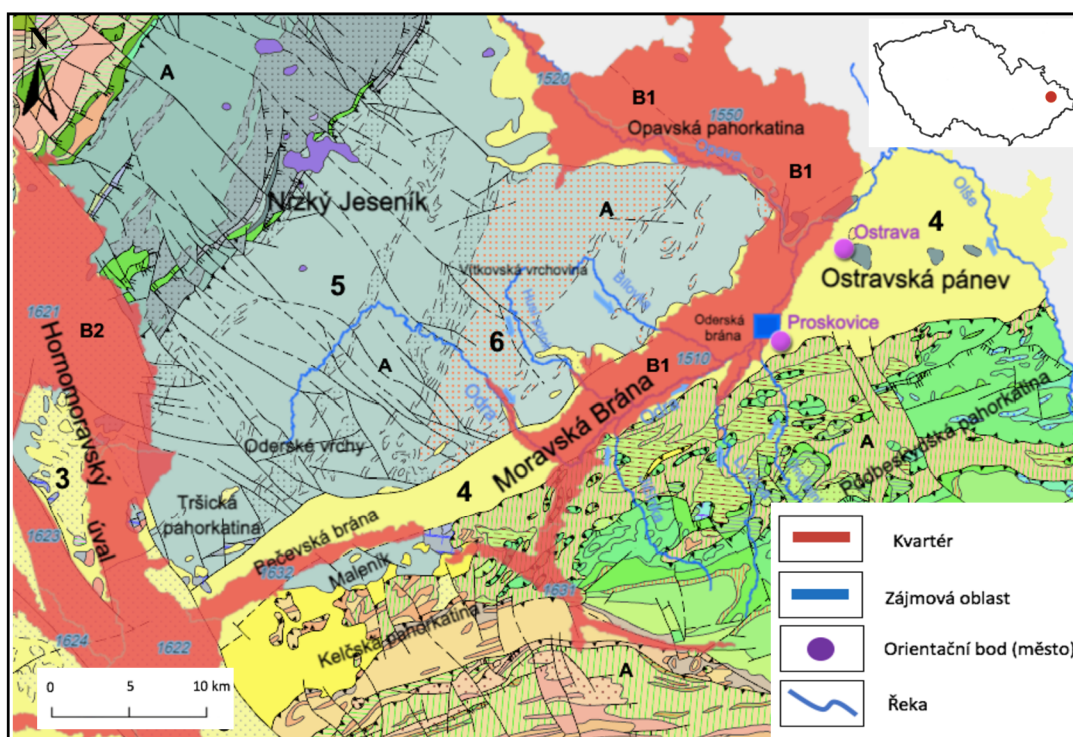 N
A
1520
B1
1550
Opavská pahorkatina
Opava
B1
Olše
4
Nízký Jeseník
A
Ostrava
Ostravská pánev
Vítkovská vrchovina
Bílovka
5
1621
B2
Hornomoravský
úval
6
Oderská
brána
Proskovice
B1
1510
A
Odra
Odra
Moravská Brána
Oderské vrchy
A
Podbeskydská pahorkatina
3
4
Tršická
pahorkatina
1623
Maleník
1632
1631
Kelčská pahorkatina
1624
1622
A
0
5
10 km
Kvartér
Zájmová oblast
Orientační bod (město)
Řeka